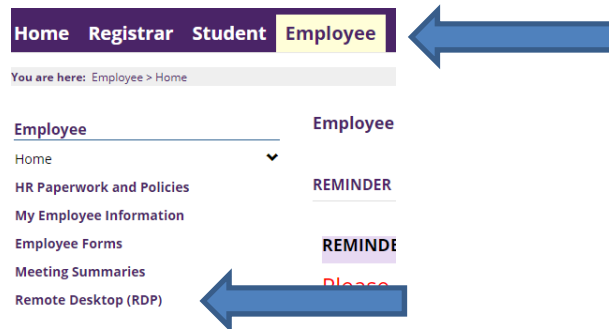 Home Registrar Student Employee
You are here: Employee > Home
Employee
Home
HR Paperwork and Policies
My Employee Information
Employee Forms
Meeting Summaries
Remote Desktop (RDP)
Employee
REMINDER
REMINDE
Please